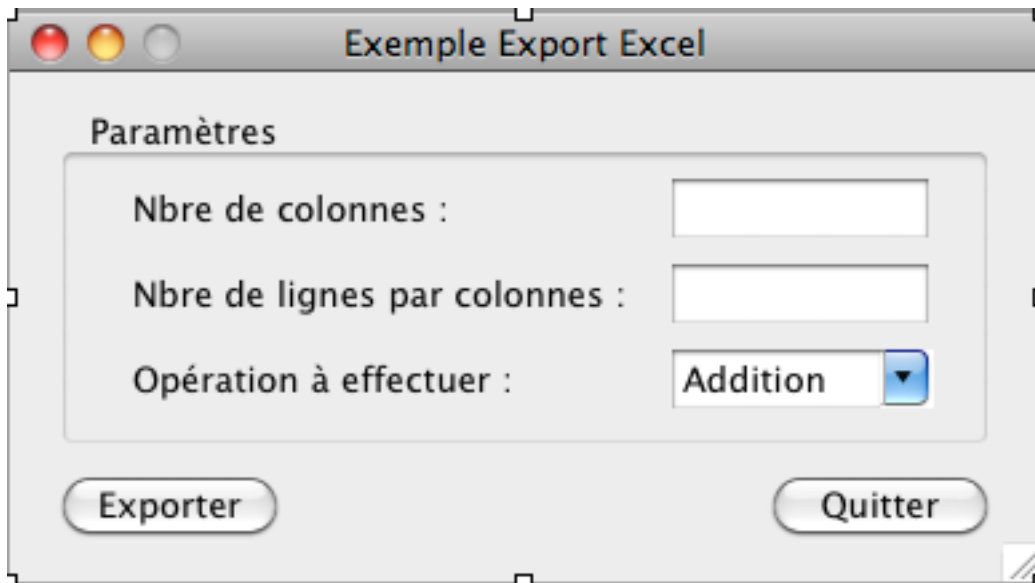 Exemple Export Excel
Paramètres
Nbre de colonnes :
Nbre de lignes par colonnes :
Opération à effectuer :
Addition
Exporter
Quitter